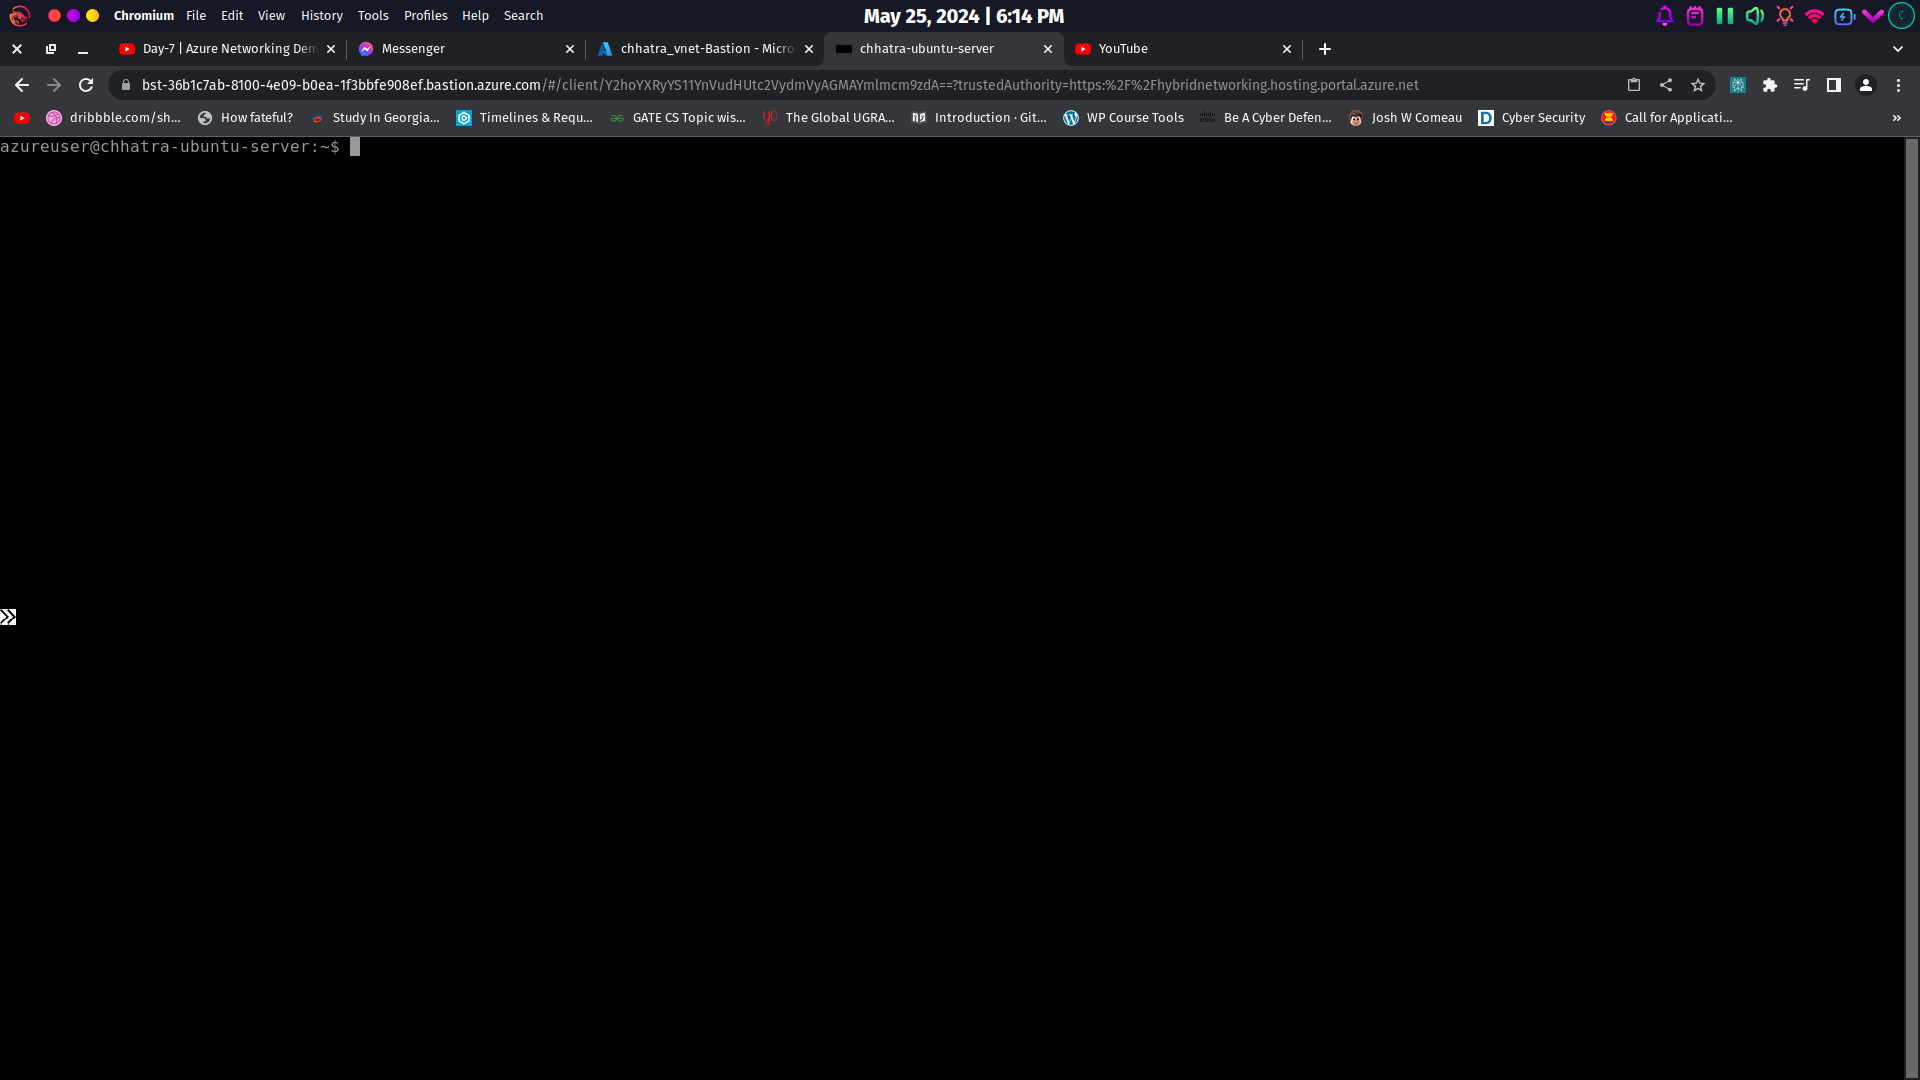 Chromium File Edit View History Tools Profiles Help Search May 25, 2024 | 6:14 PM C
Day-7 | Azure Networking Dem Messenger chhatra_vnet-Bastion - Micro chhatra-ubuntu-server YouTube
bst-36b1c7ab-8100-4e09-b0ea-1f3bbfe908ef.bastion.azure.com/#/client/Y2hoYXRyYS11YnVudHUtc2VydmVyAGMAYmlmcm9zdA==?trustedAuthority=https:%2F%2Fhybridnetworking.hosting.portal.azure.net
dribbble.com/sh... How fateful? Study In Georgia... Timelines & Requ... GATE CS Topic wis... The Global UGRA... Introduction · Git... WP Course Tools Be A Cyber Defen... Josh W Comeau Cyber Security Call for Applicati... »
azureuser@chhatra-ubuntu-server:~$